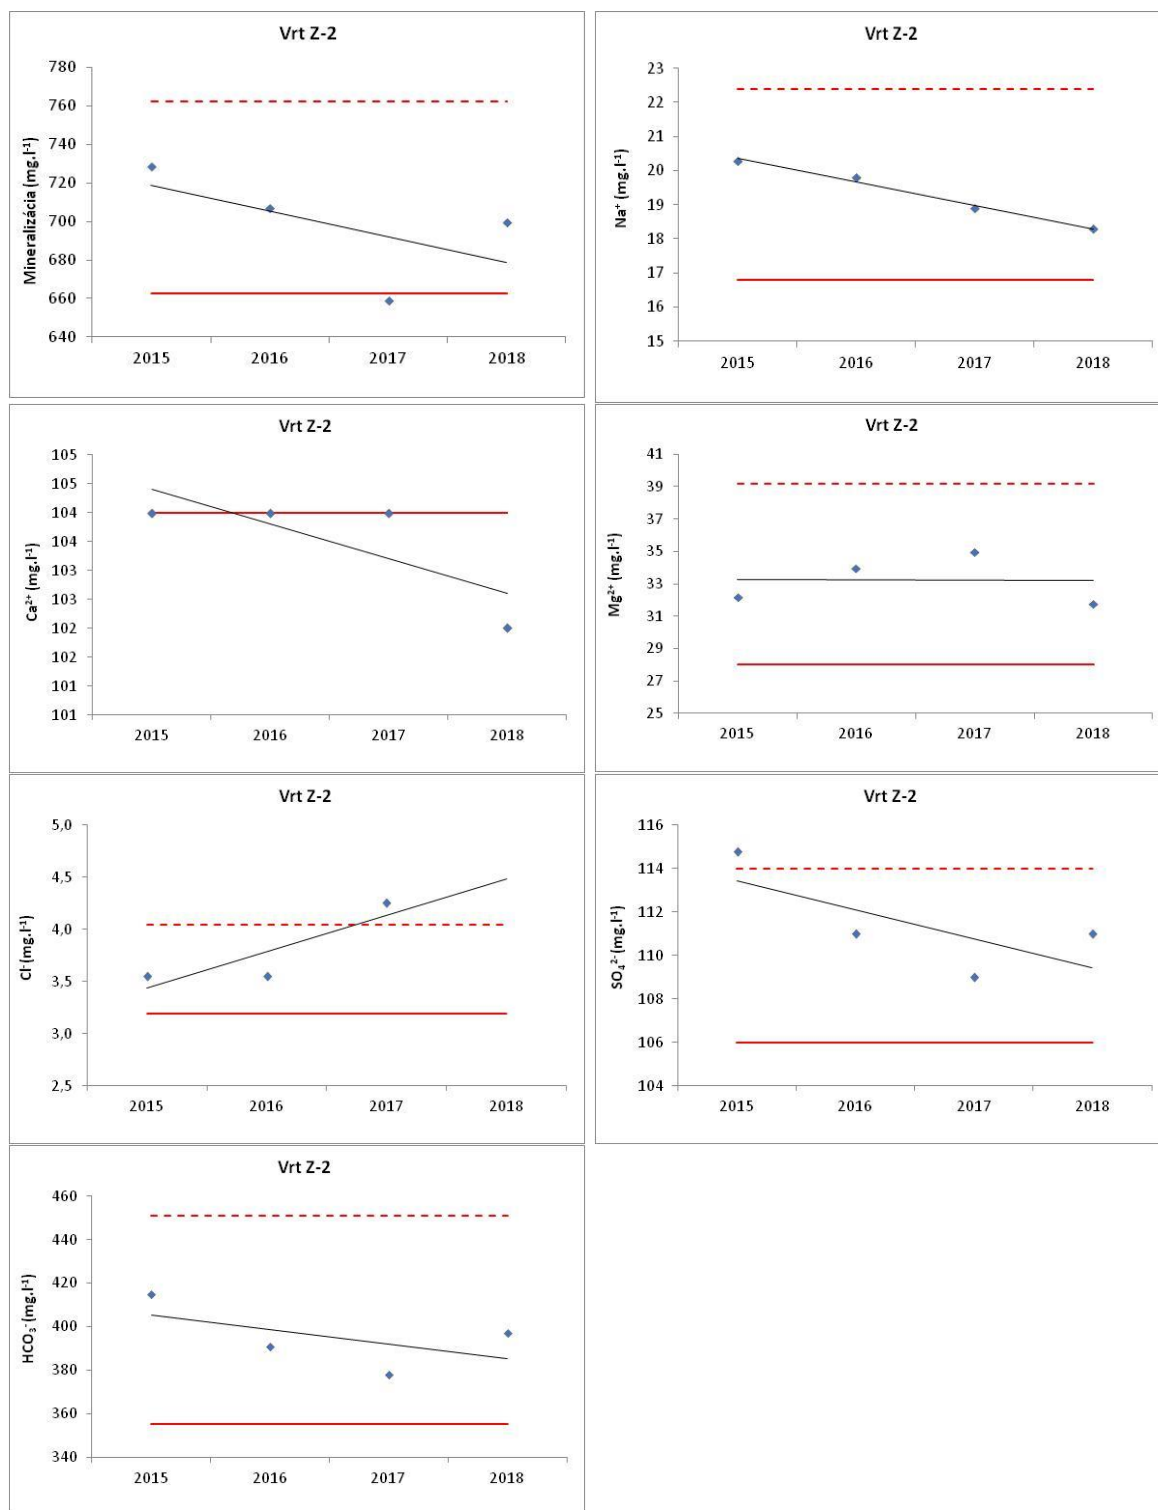 Vrt Z-2
Mineralizácia (mg.l⁻¹)
780
760
740
720
700
680
660
640
2015 2016 2017 2018
Vrt Z-2
Na⁺ (mg.l⁻¹)
23
22
21
20
19
18
17
16
15
2015 2016 2017 2018
Vrt Z-2
Ca²⁺ (mg.l⁻¹)
105
105
104
104
103
103
102
102
101
101
2015 2016 2017 2018
Vrt Z-2
Mg²⁺ (mg.l⁻¹)
41
39
37
35
33
31
29
27
25
2015 2016 2017 2018
Vrt Z-2
Cl⁻ (mg.l⁻¹)
5,0
4,5
4,0
3,5
3,0
2,5
2015 2016 2017 2018
Vrt Z-2
SO₄²⁻ (mg.l⁻¹)
116
114
112
110
108
106
104
2015 2016 2017 2018
Vrt Z-2
HCO₃⁻ (mg.l⁻¹)
460
440
420
400
380
360
340
2015 2016 2017 2018